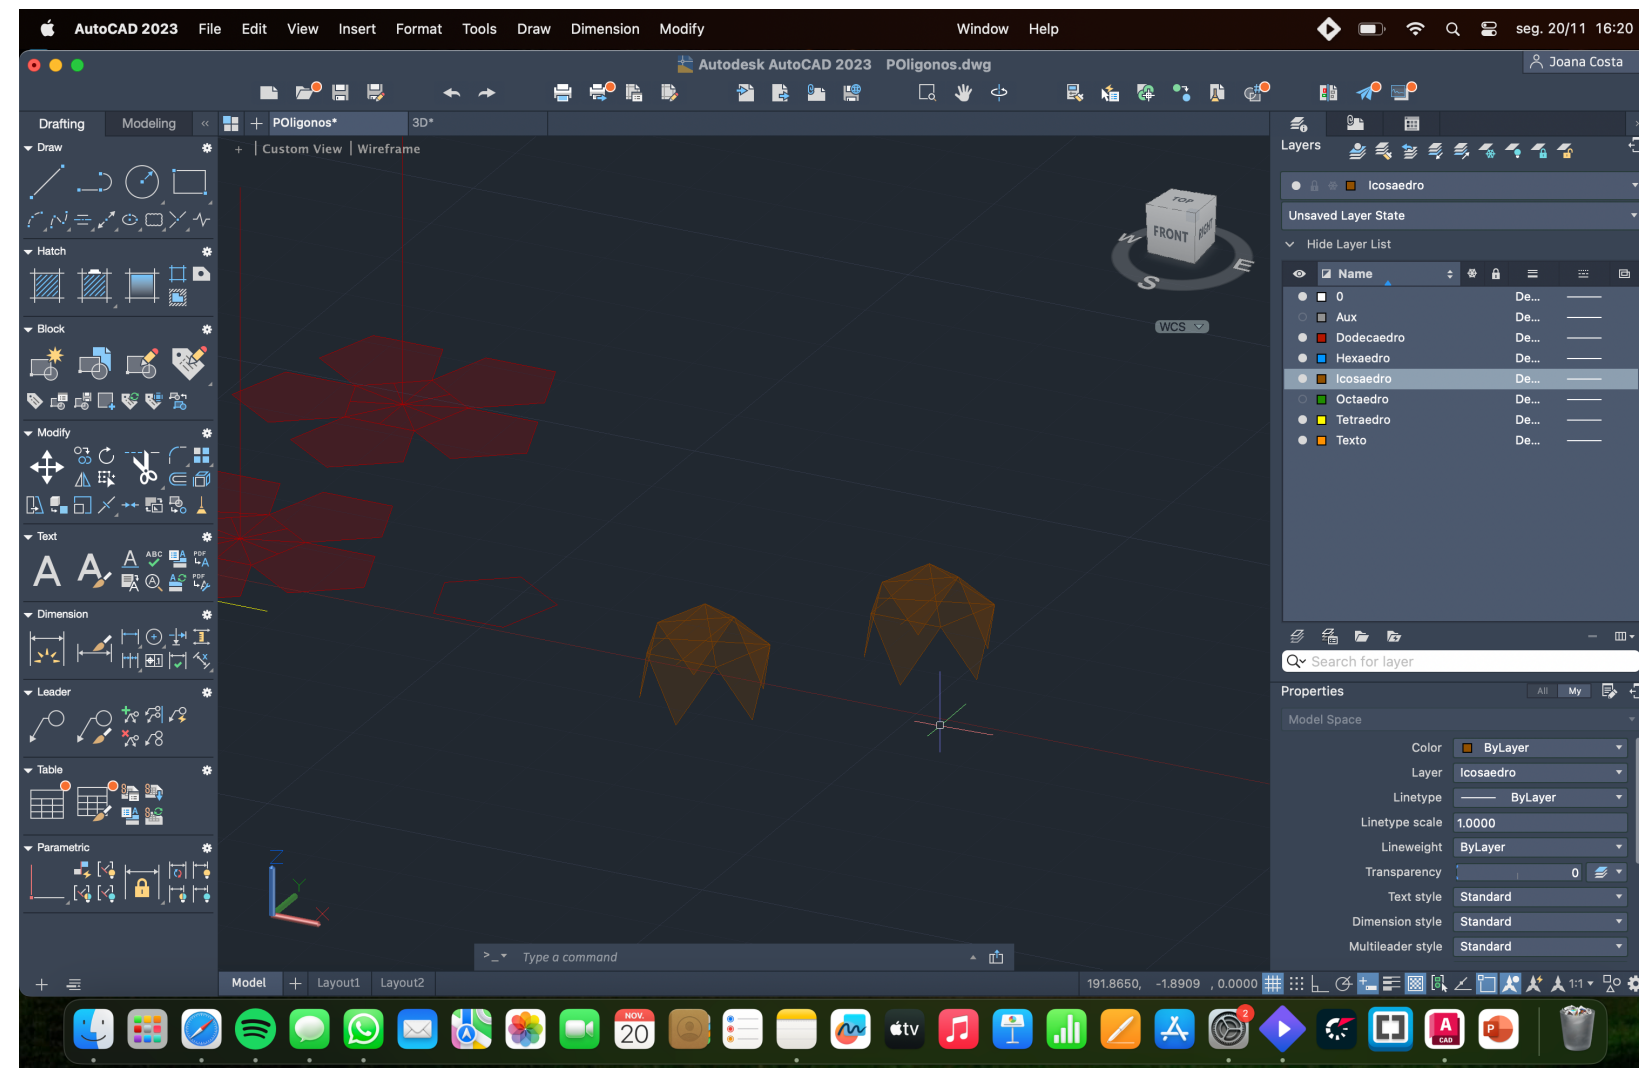 AutoCAD 2023 File Edit View Insert Format Tools Draw Dimension Modify Window Help seg. 20/11 16:20
Autodesk AutoCAD 2023 POligonos.dwg
Joana Costa
Drafting Modeling
POligonos* 3D*
+ | Custom View | Wireframe
Draw
Hatch
Block
Modify
Text
A A A ABC A PDF A
A A PDF
Dimension
Leader
Table
Parametric
TOP
FRONT RIGHT
W S E
WCS
Z
Y
X
>_ Type a command
Model + Layout1 Layout2
191.8650, -1.8909 , 0.0000
1:1
Layers
Icosaedro
Unsaved Layer State
Hide Layer List
Name
0 De...
Aux
Dodecaedro De...
Hexaedro De...
Icosaedro De...
Octaedro De...
Tetraedro De...
Texto De...
Search for layer
Properties All My
Model Space
Color ByLayer
Layer Icosaedro
Linetype ByLayer
Linetype scale 1.0000
Lineweight ByLayer
Transparency 0
Text style Standard
Dimension style Standard
Multileader style Standard
NOV.
20
tv
2
A
CAD
P